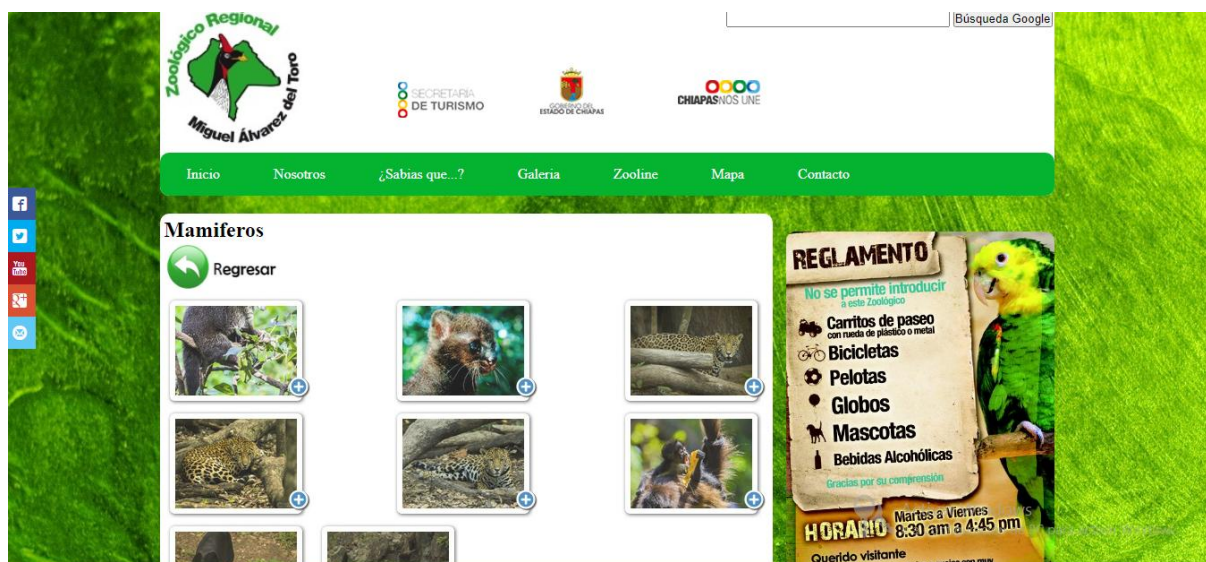 Zoológico Regional
Miguel Álvarez del Toro
SECRETARIA
DE TURISMO
GOBIERNO DEL
ESTADO DE CHIAPAS
CHIAPASNOS UNE
Búsqueda Google
Inicio Nosotros ¿Sabias que...? Galeria Zooline Mapa Contacto
You
Tube
Mamiferos
Regresar
REGLAMENTO
No se permite introducir
a este Zoológico
Carritos de paseo
con rueda de plástico o metal
Bicicletas
Pelotas
Globos
Mascotas
Bebidas Alcohólicas
Gracias por su comprensión
HORARIO Martes a Viernes
8:30 am a 4:45 pm
Querido visitante